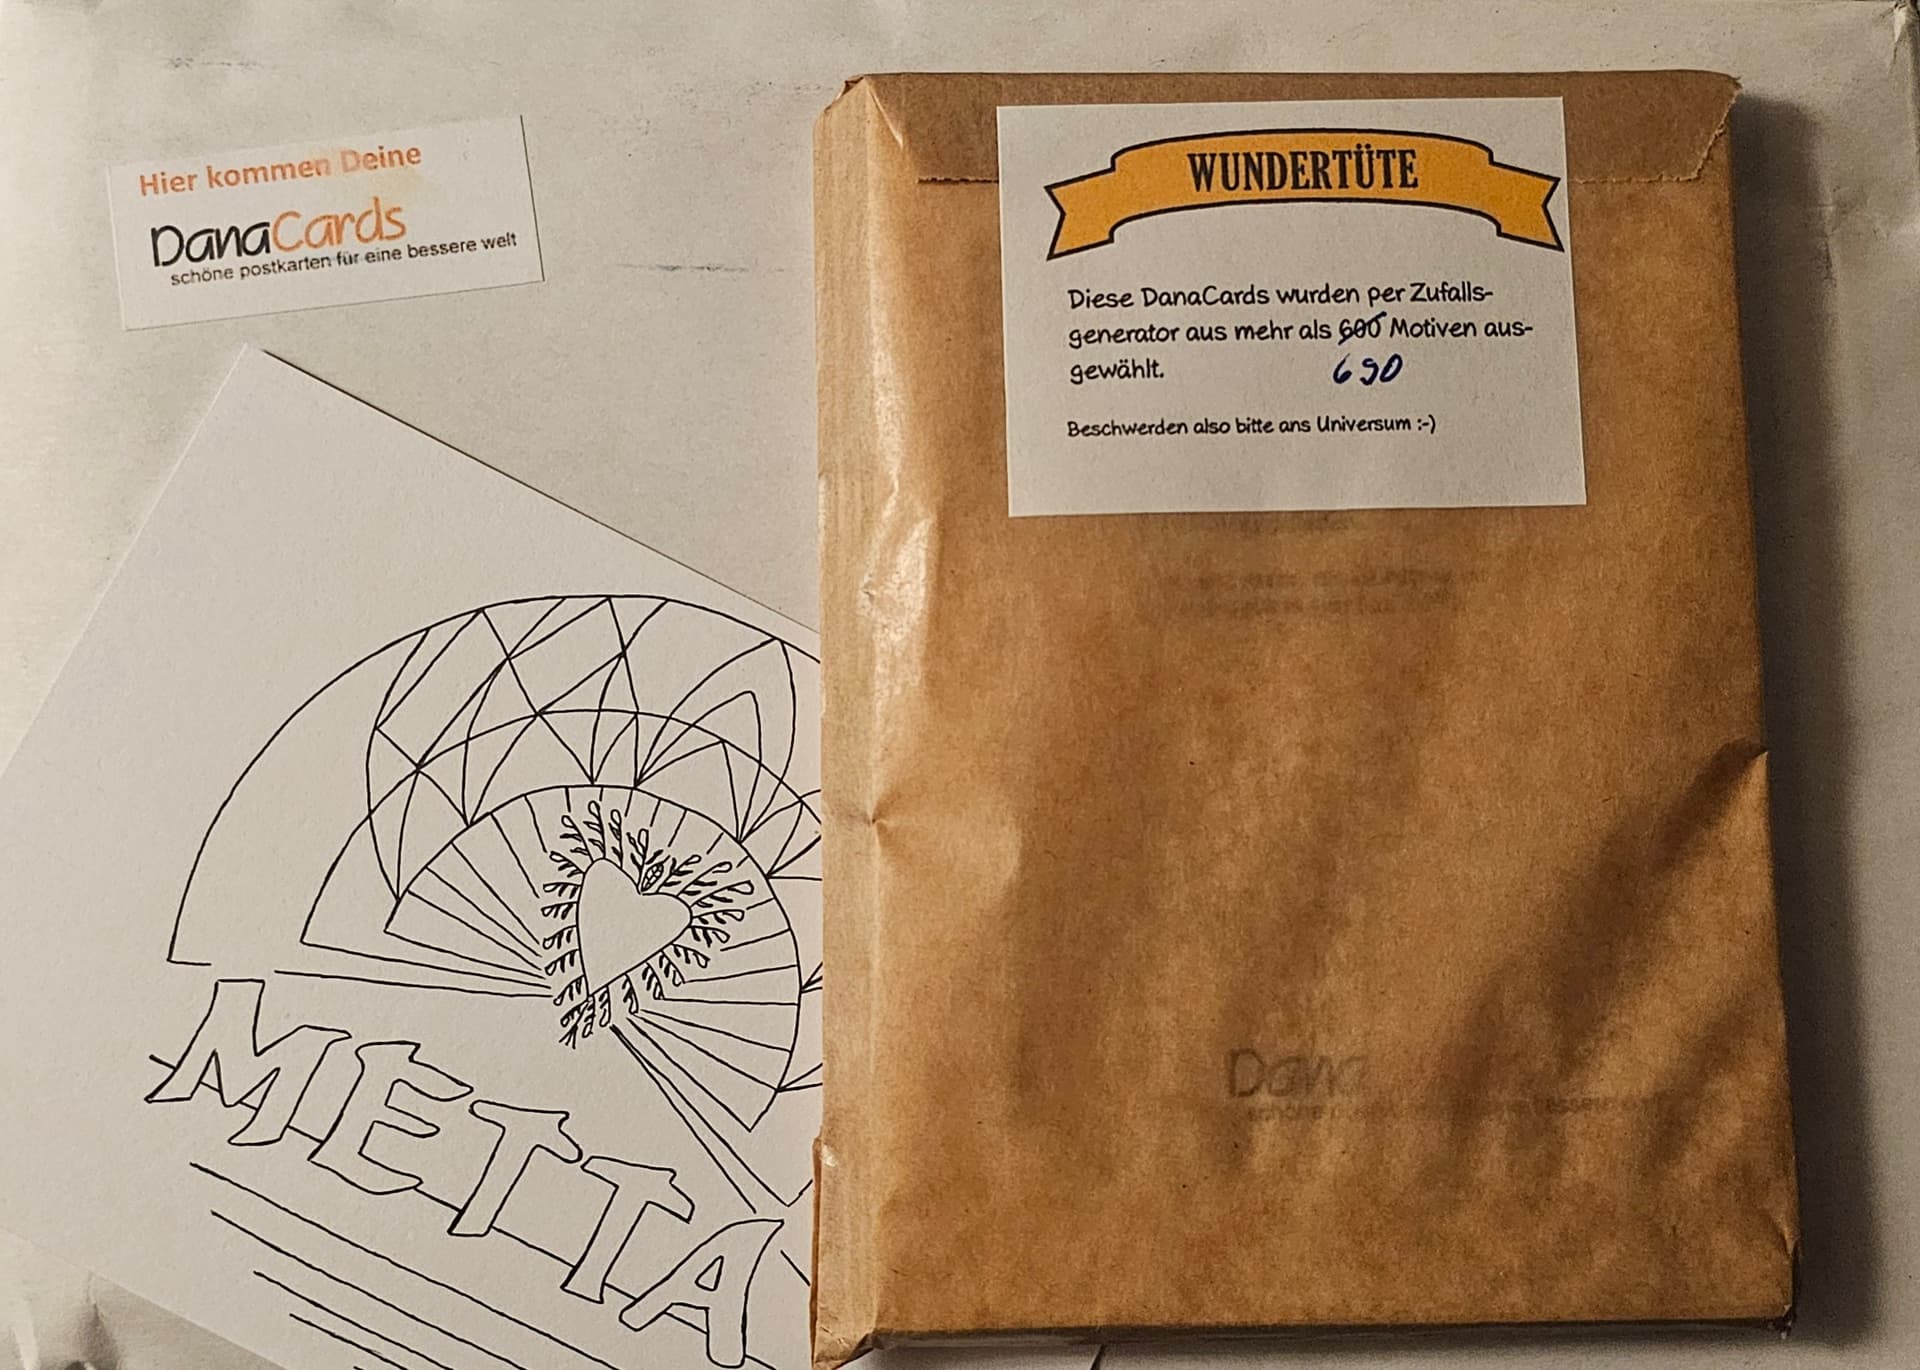 Hier kommen Deine
DanaCards
schöne postkarten für eine bessere welt
METTA
WUNDERTÜTE
Diese DanaCards wurden per Zufalls-
generator aus mehr als 600 Motiven aus-
gewählt. 690
Beschwerden also bitte ans Universum :-)
Dana